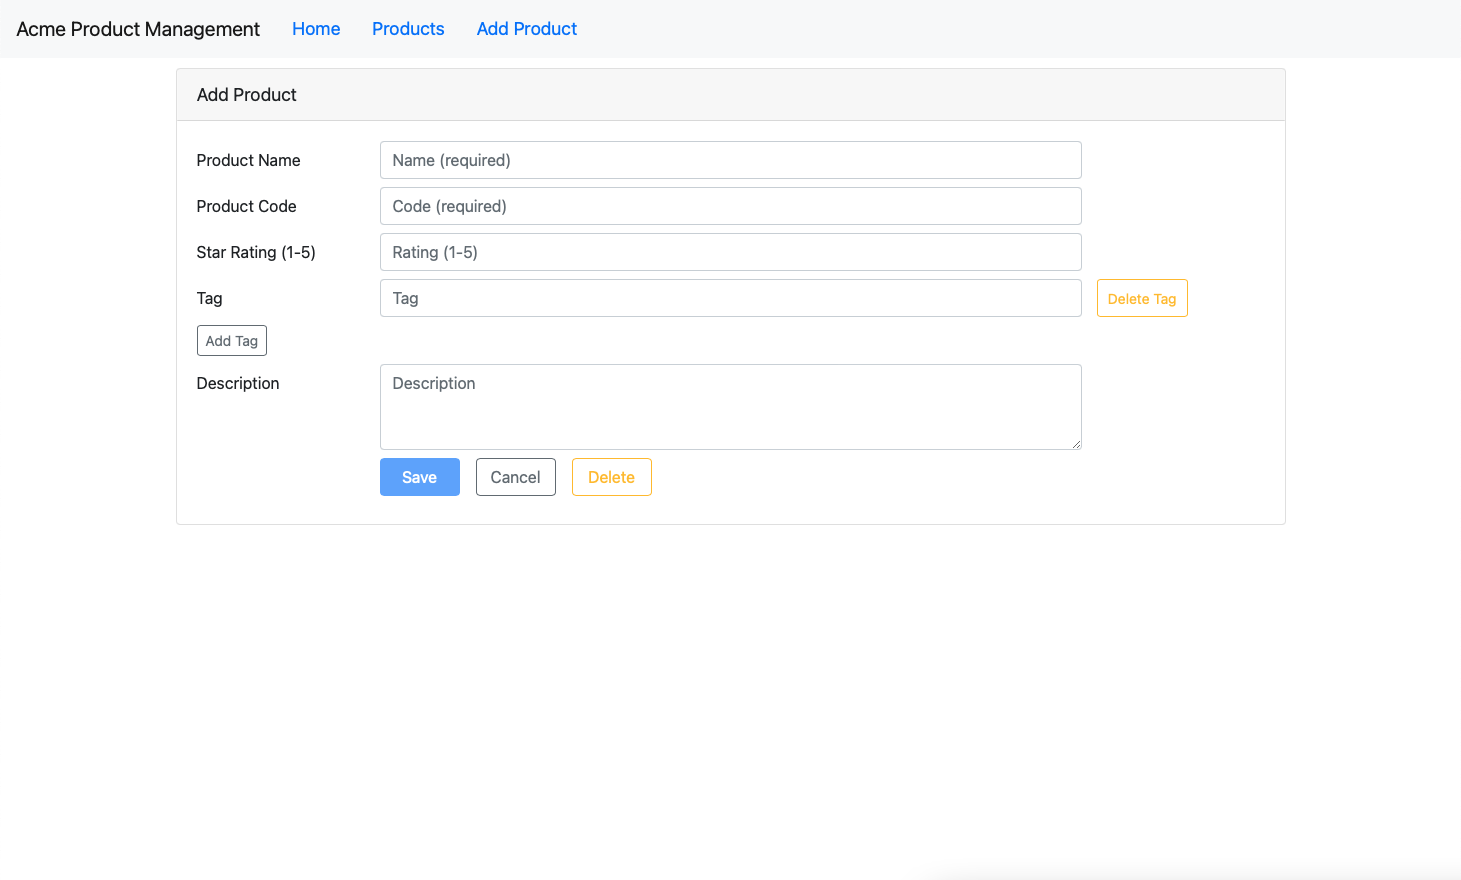 Acme Product Management Home Products Add Product
Add Product
Product Name Name (required)
Product Code Code (required)
Star Rating (1-5) Rating (1-5)
Tag Tag Delete Tag
Add Tag
Description Description
Save Cancel Delete